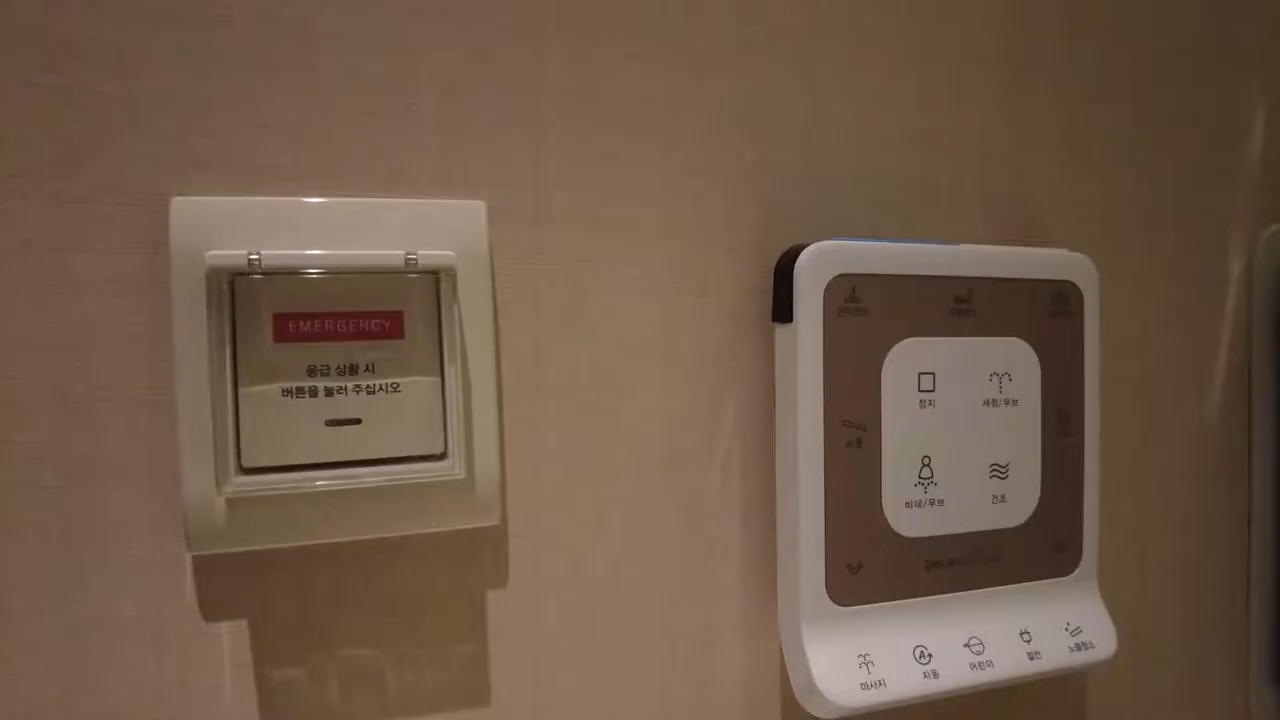 EMERGENCY
응급 상황 시
버튼을 눌러 주십시오
정지
세정/무브
비데/무브
건조
마사지
자동
어린이
절전
노즐청소